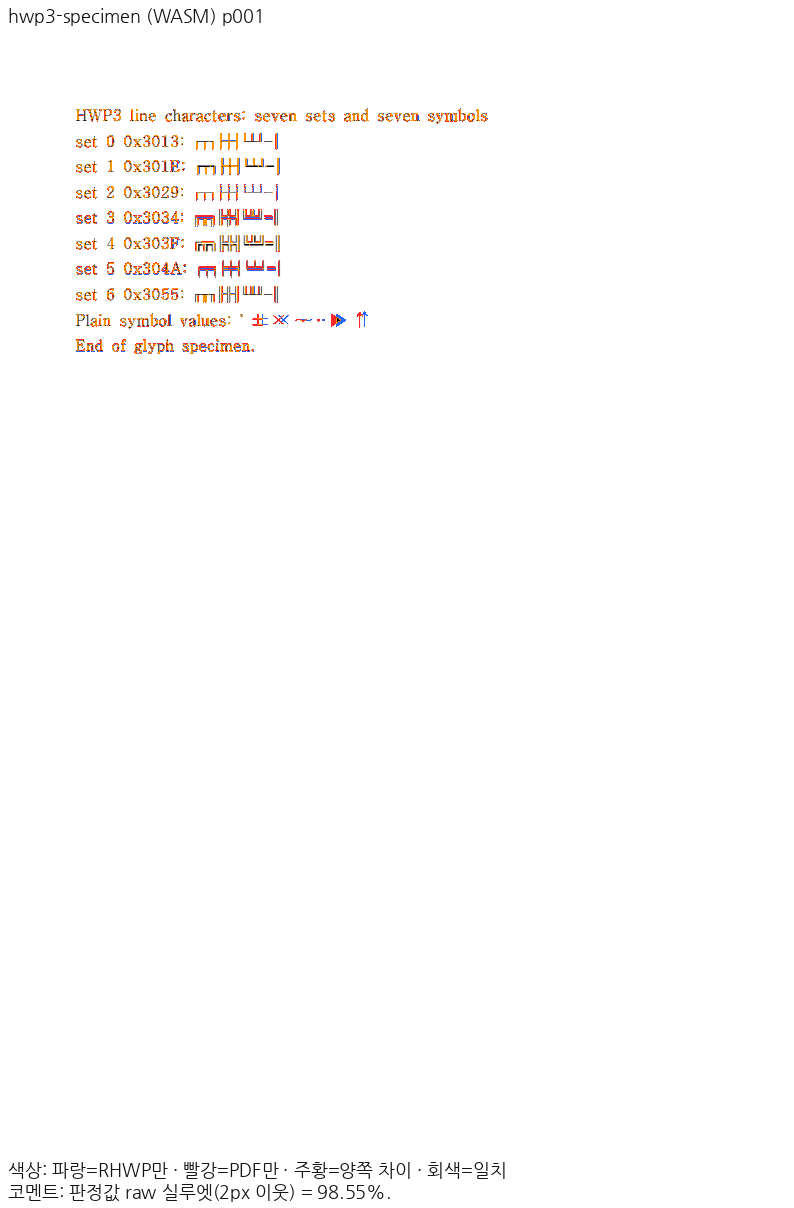 hwp3-specimen (WASM) p001
HWP3 line characters: seven sets and seven symbols
set 0 0x3013: ┌┬┐├┼┤└┴┘─║
set 1 0x301E:
set 2 0x3029:
set 3 0x3034:
set 4 0x303F:
set 5 0x304A:
set 6 0x3055:
Plain symbol values:
End of glyph specimen.
색상: 파랑=RHWP만 · 빨강=PDF만 · 주황=양쪽 차이 · 회색=일치
코멘트: 판정값 raw 실루엣(2px 이웃) = 98.55%.